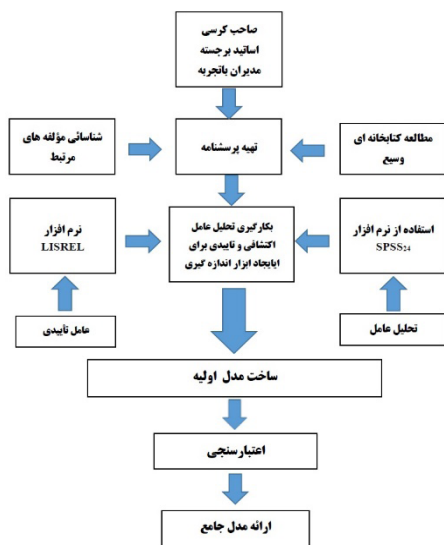 صاحب کرسی
اساتید برجسته
مدیران باتجربه
مطالعه کتابخانه ای
وسیع
تهیه پرسشنامه
شناسائی مؤلفه های
مرتبط
استفاده از نرم افزار
SPSS24
بکارگیری تحلیل عامل
اکتشافی و تاییدی برای
ایایجاد ابزار اندازه گیری
نرم افزار
LISREL
تحلیل عامل
عامل تأییدی
ساخت مدل اولیه
اعتبارسنجی
ارائه مدل جامع